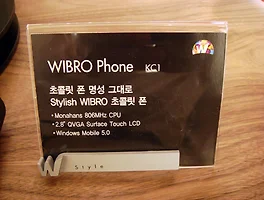 WIBRO Phone KC1
초콜릿 폰 명성 그대로
Stylish WIBRO 초콜릿 폰
• Monahans 806MHz CPU
• 2.8" QVGA Surface Touch LCD
• Windows Mobile 5.0
W Style